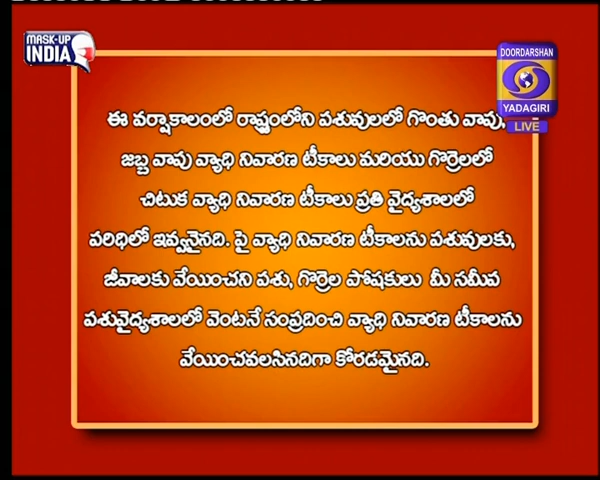 MASK-UP
INDIA
DOORDARSHAN
YADAGIRI
LIVE
ఈ వర్షాకాలంలో రాష్ట్రంలోని పశువులలో గొంతు వాపు,
జబ్బ వాపు వ్యాధి నివారణ టీకాలు మరియు గొర్రెలలో
చిటుక వ్యాధి నివారణ టీకాలు ప్రతి వైద్యశాలలో
పరిధిలో ఇవ్వనైనది. పై వ్యాధి నివారణ టీకాలను పశువులకు,
జీవాలకు వేయించని పశు, గొర్రెల పోషకులు మీ సమీప
పశువైద్యశాలలో వెంటనే సంప్రదించి వ్యాధి నివారణ టీకాలను
వేయించవలసినదిగా కోరడమైనది.